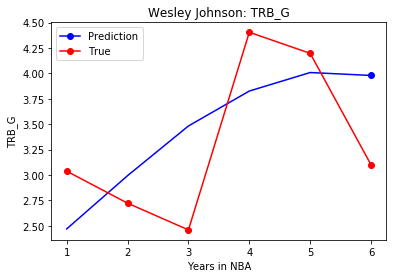 Wesley Johnson: TRB_G
4.50
4.25
4.00
3.75
3.50
3.25
3.00
2.75
2.50
TRB_G
Prediction
True
1 2 3 4 5 6
Years in NBA